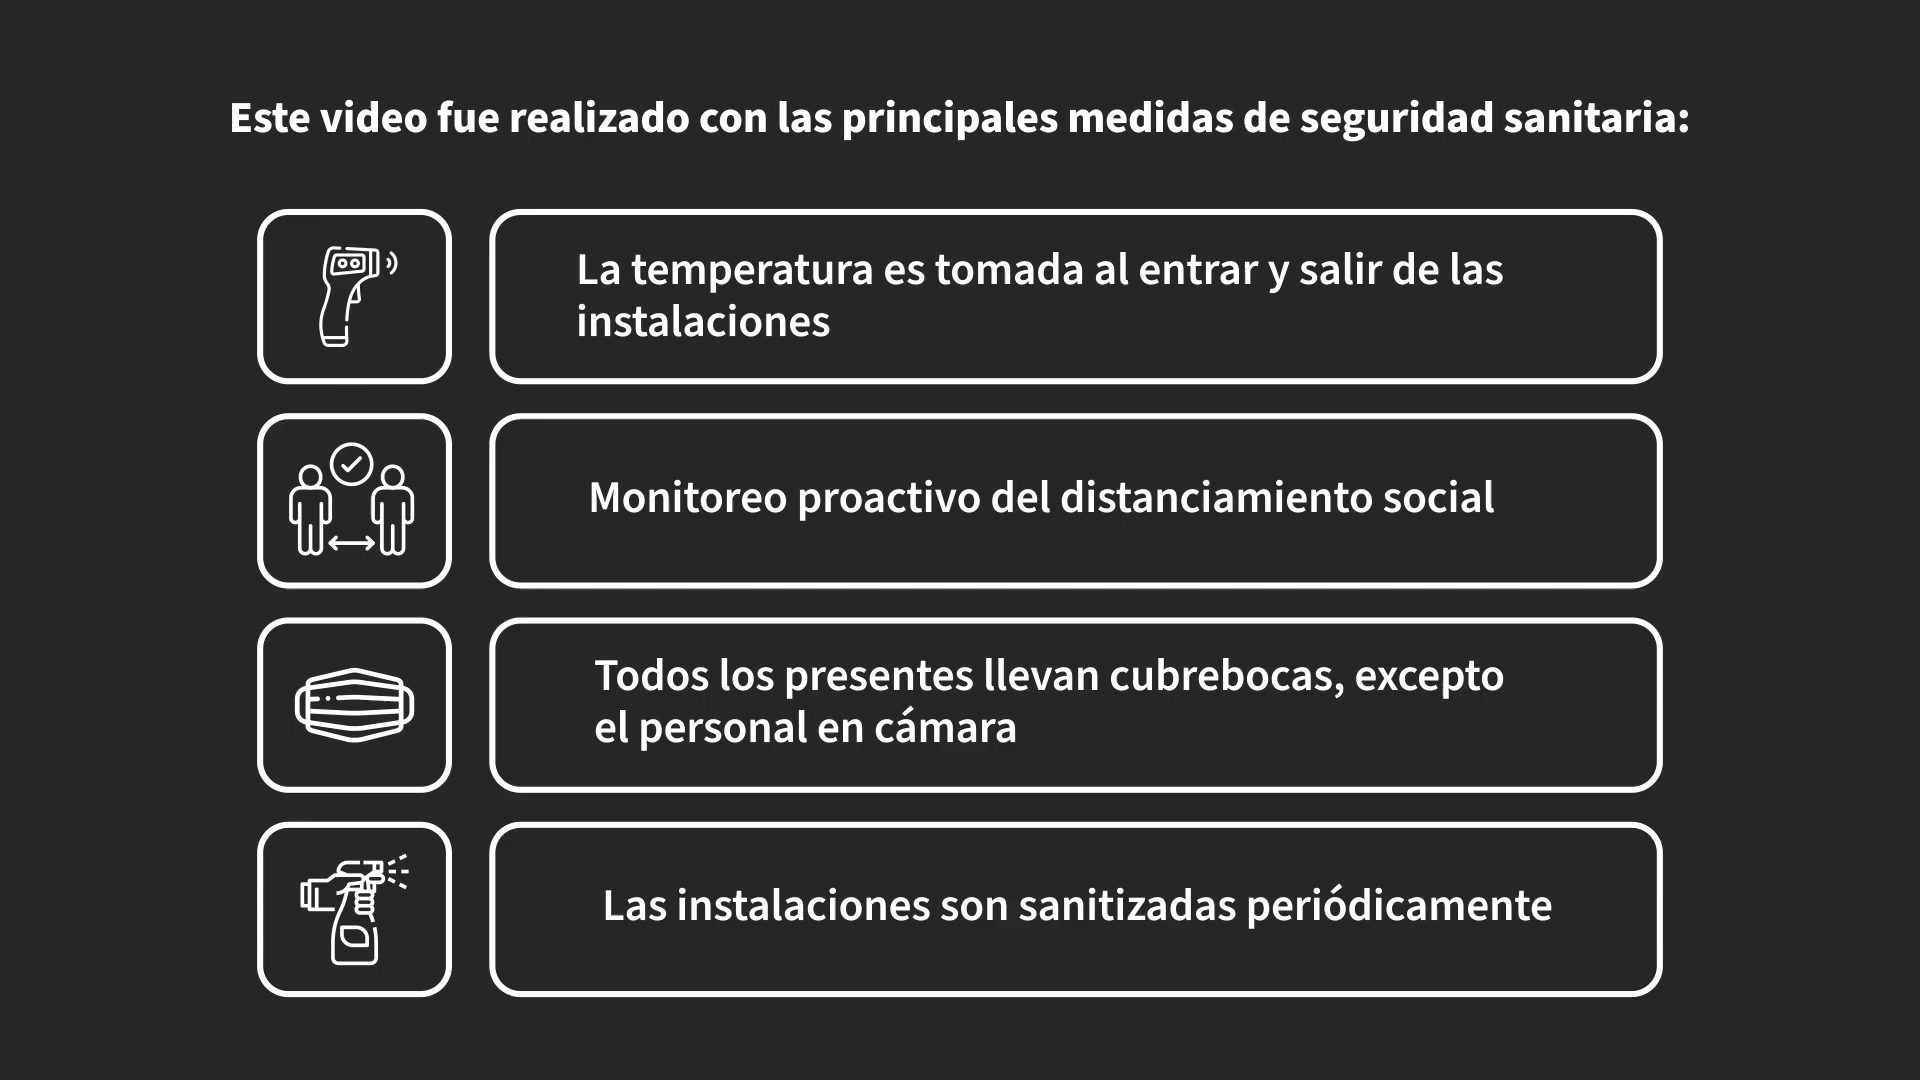 Este video fue realizado con las principales medidas de seguridad sanitaria:
La temperatura es tomada al entrar y salir de las
instalaciones
Monitoreo proactivo del distanciamiento social
Todos los presentes llevan cubrebocas, excepto
el personal en cámara
Las instalaciones son sanitizadas periódicamente